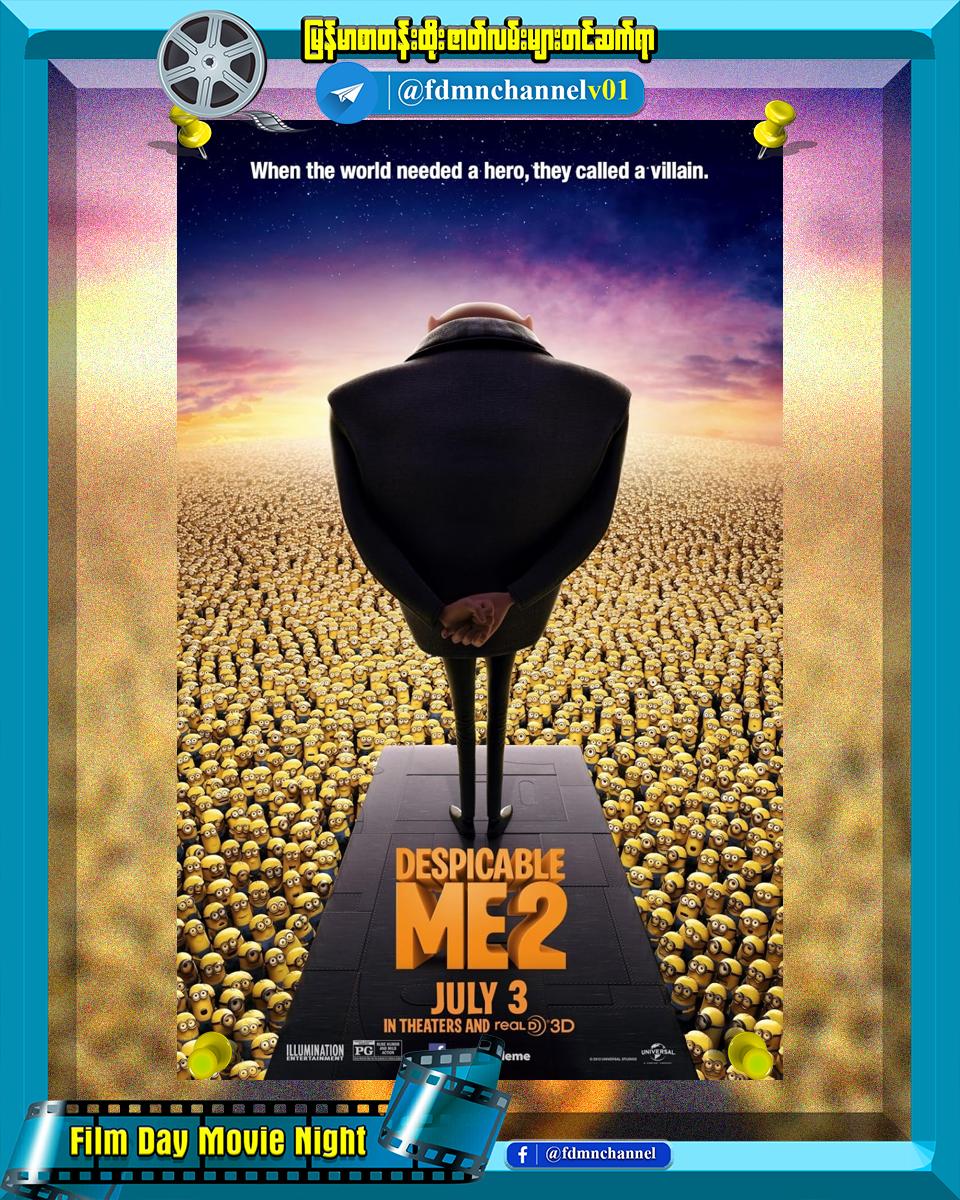 မြန်မာစာတန်းထိုးဇာတ်လမ်းများတင်ဆက်ရာ
@fdmnchannelv01
When the world needed a hero, they called a villain.
DESPICABLE
ME2
JULY 3
IN THEATERS AND REAL D 3D
ILLUMINATION
ENTERTAINMENT
PG
UNIVERSAL
Film Day Movie Night
f @fdmnchannel